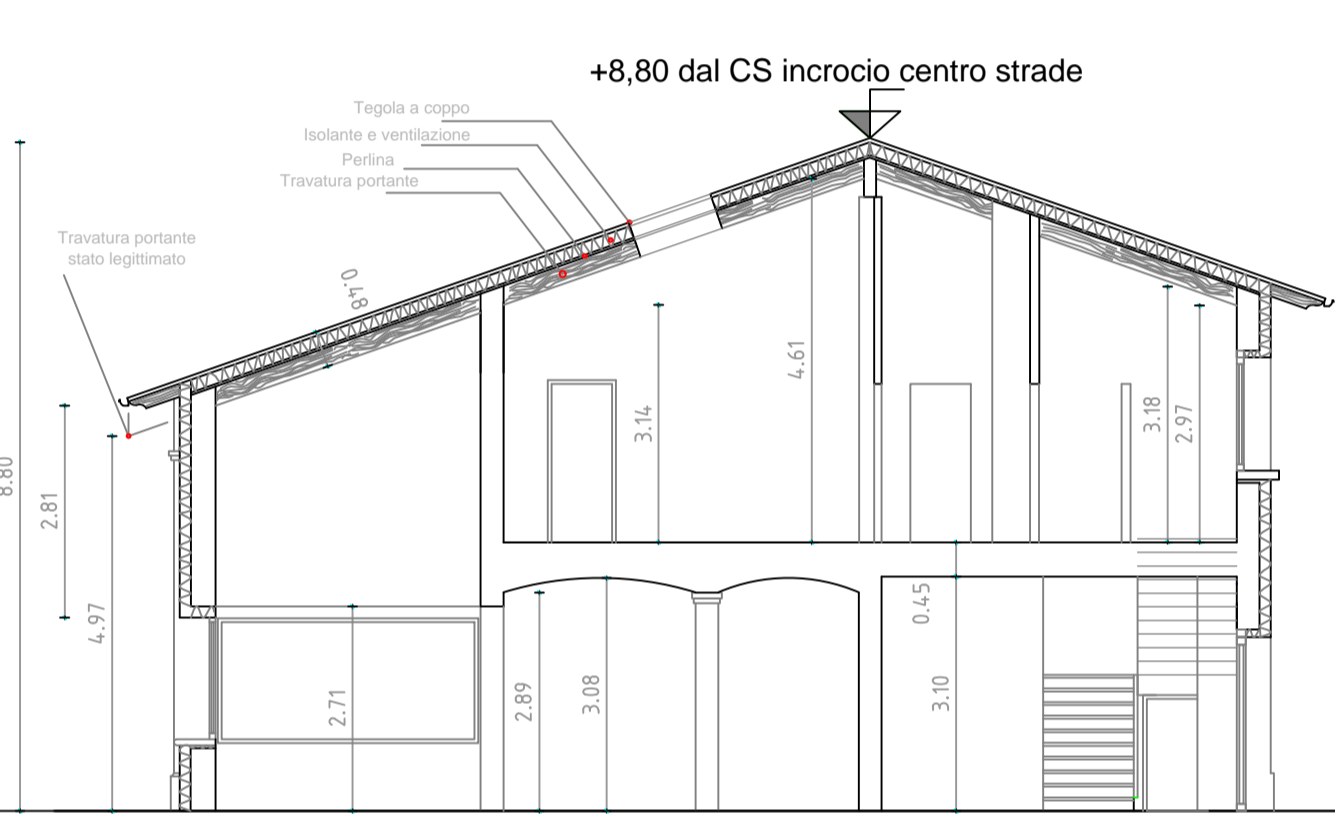 +8,80 dal CS incrocio centro strade
Tegola a coppo
Isolante e ventilazione
Perlina
Travatura portante
Travatura portante
stato legittimato
0.48
8.80
2.81
4.97
3.14
4.61
3.18
2.97
2.71
2.89
3.08
0.45
3.10